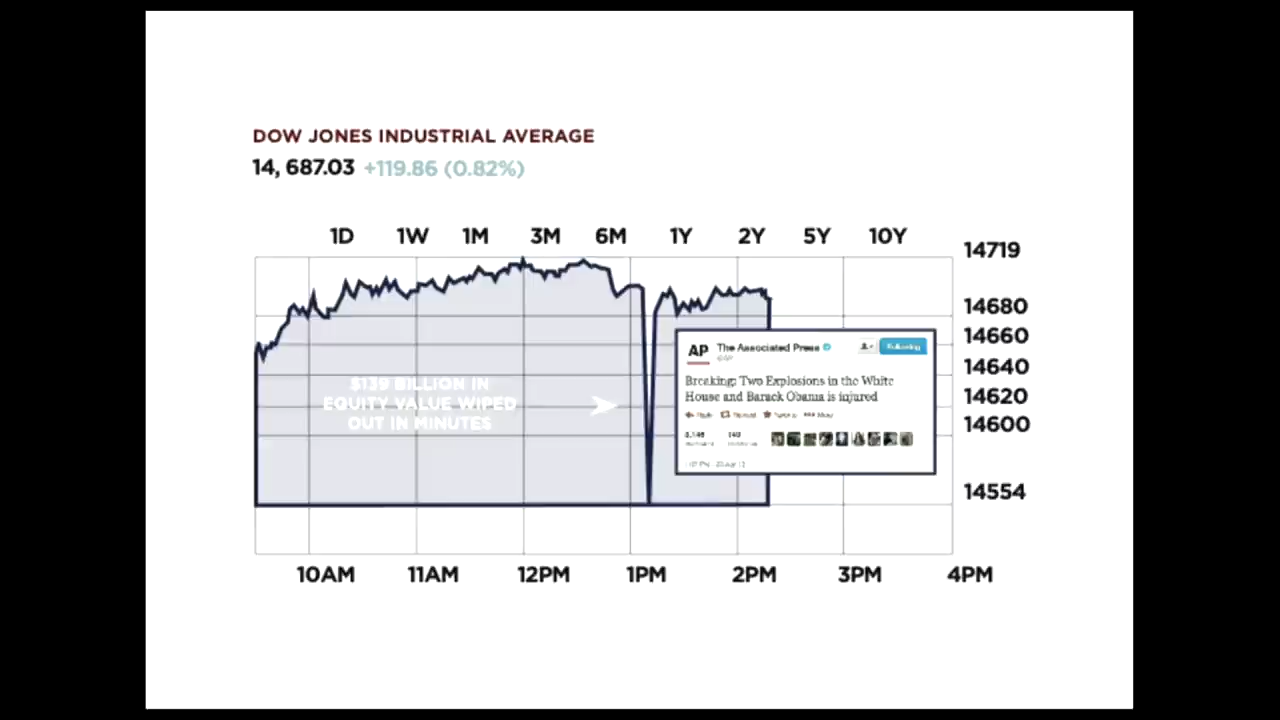 DOW JONES INDUSTRIAL AVERAGE
14, 687.03 +119.86 (0.82%)
1D 1W 1M 3M 6M 1Y 2Y 5Y 10Y
14719
14680
14660
14640
14620
14600
14554
$139 BILLION IN
EQUITY VALUE WIPED
OUT IN MINUTES
AP The Associated Press
@AP
Following
Breaking: Two Explosions in the White
House and Barack Obama is injured
10AM 11AM 12PM 1PM 2PM 3PM 4PM